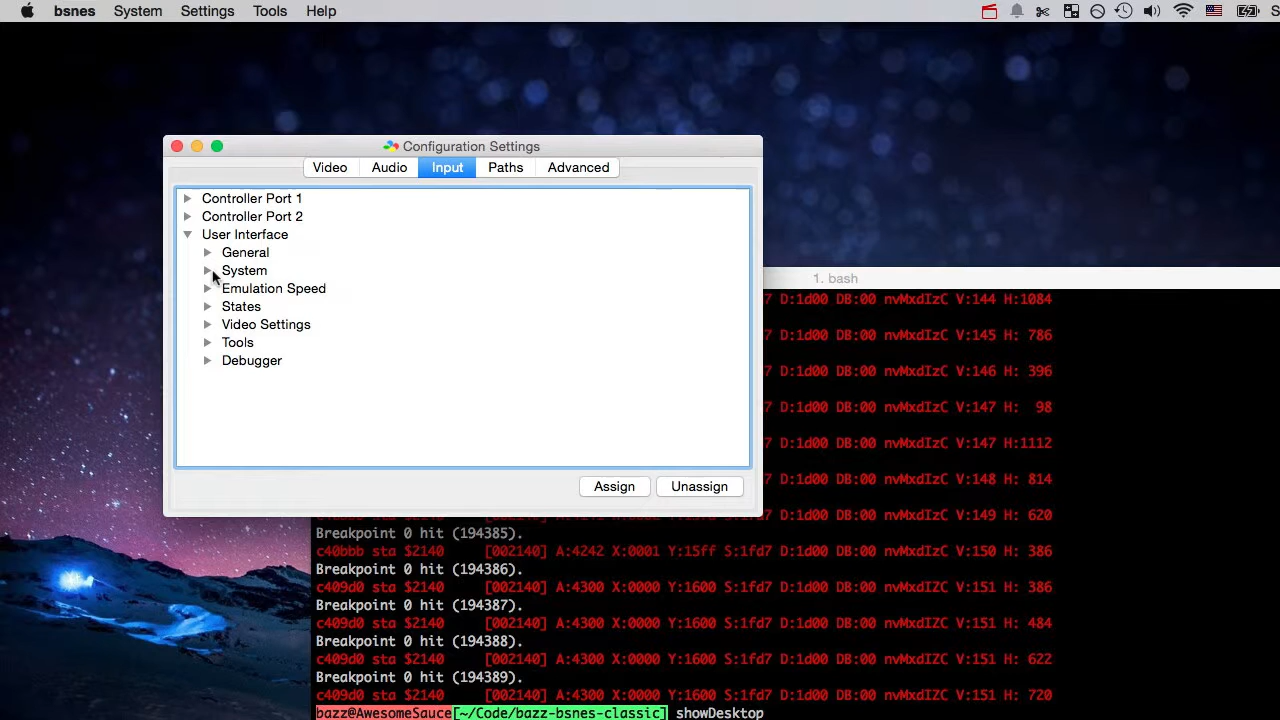 bsnes System Settings Tools Help
Configuration Settings
Video Audio Input Paths Advanced
Controller Port 1
Controller Port 2
User Interface
General
System
Emulation Speed
States
Video Settings
Tools
Debugger
Assign Unassign
1. bash
7 D:1d00 DB:00 nvMxdIzC V:144 H:1084
7 D:1d00 DB:00 nvMxdIzC V:145 H: 786
7 D:1d00 DB:00 nvMxdIzC V:146 H: 396
7 D:1d00 DB:00 nvMxdIzC V:147 H:  98
7 D:1d00 DB:00 nvMxdIzC V:147 H:1112
7 D:1d00 DB:00 nvMxdIzC V:148 H: 814
7 D:1d00 DB:00 nvMxdIzC V:149 H: 620
Breakpoint 0 hit (194385).
c40bbb sta $2140 [002140] A:4242 X:0001 Y:15ff S:1fd7 D:1d00 DB:00 nvMxdIzC V:150 H: 386
Breakpoint 0 hit (194386).
c409d0 sta $2140 [002140] A:4300 X:0000 Y:1600 S:1fd7 D:1d00 DB:00 nvMxdIZC V:151 H: 386
Breakpoint 0 hit (194387).
c409d0 sta $2140 [002140] A:4300 X:0000 Y:1600 S:1fd7 D:1d00 DB:00 nvMxdIZC V:151 H: 484
Breakpoint 0 hit (194388).
c409d0 sta $2140 [002140] A:4300 X:0000 Y:1600 S:1fd7 D:1d00 DB:00 nvMxdIZC V:151 H: 622
Breakpoint 0 hit (194389).
c409d0 sta $2140 [002140] A:4300 X:0000 Y:1600 S:1fd7 D:1d00 DB:00 nvMxdIZC V:151 H: 720
bazz@AwesomeSauce[~/Code/bazz-bsnes-classic] showDesktop